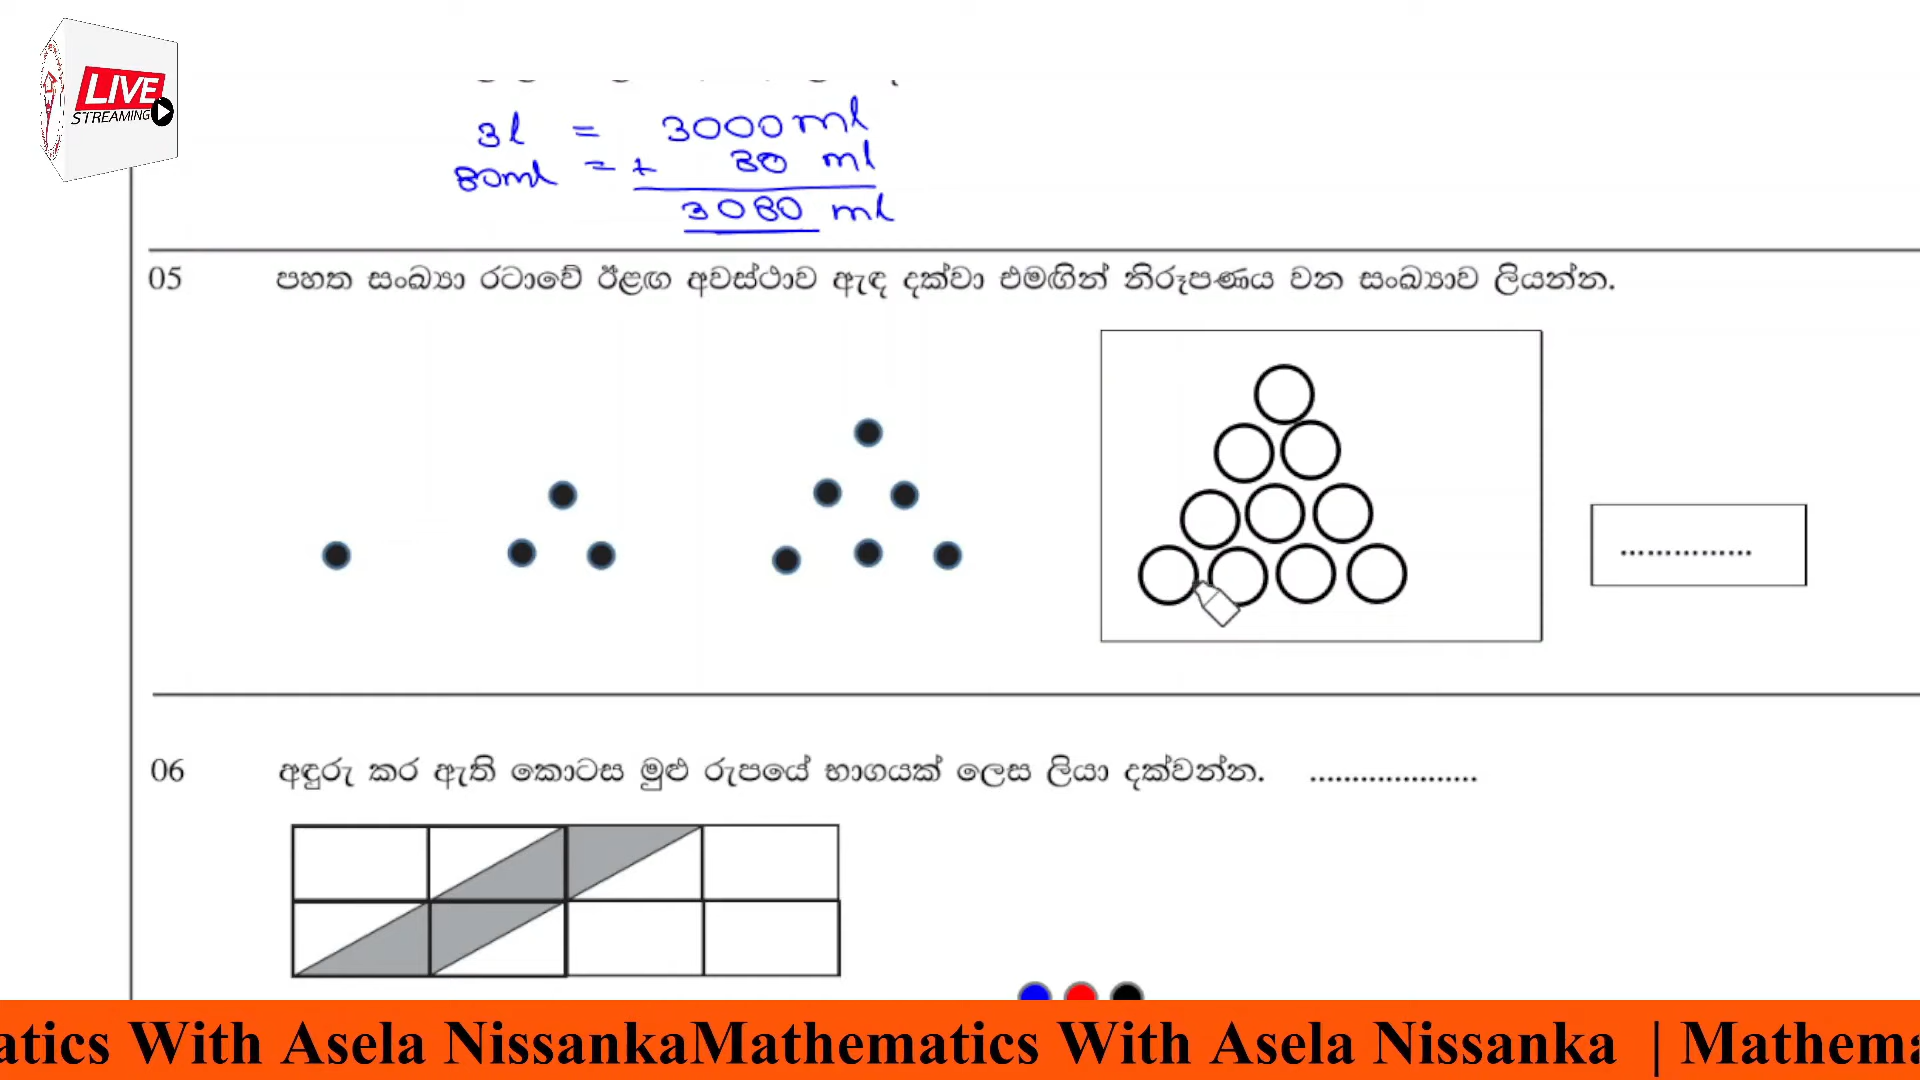 LIVE
STREAMING
3l = 3000ml
80ml = + 80 ml
3080 ml
05 පහත සංඛ්‍යා රටාවේ ඊළඟ අවස්ථාව ඇඳ දක්වා එමඟින් නිරූපණය වන සංඛ්‍යාව ලියන්න.
...............
06 අඳුරු කර ඇති කොටස මුළු රුපයේ භාගයක් ලෙස ලියා දක්වන්න. ....................
atics With Asela NissankaMathematics With Asela Nissanka | Mathema